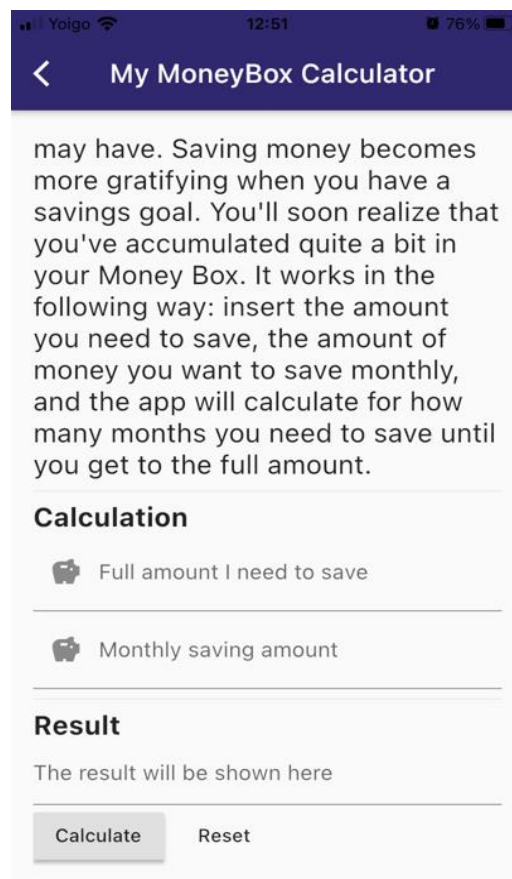 Yoigo 12:51 76%
My MoneyBox Calculator
may have. Saving money becomes
more gratifying when you have a
savings goal. You'll soon realize that
you've accumulated quite a bit in
your Money Box. It works in the
following way: insert the amount
you need to save, the amount of
money you want to save monthly,
and the app will calculate for how
many months you need to save until
you get to the full amount.
Calculation
Full amount I need to save
Monthly saving amount
Result
The result will be shown here
Calculate Reset